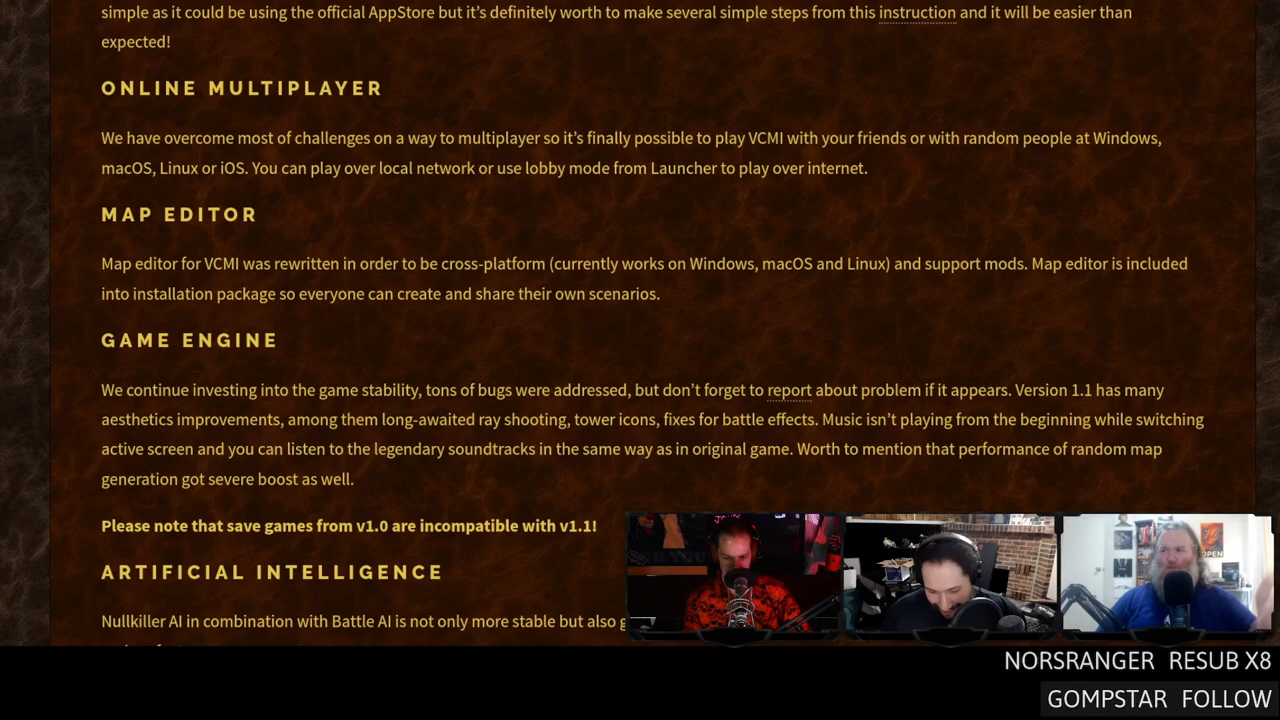 simple as it could be using the official AppStore but it’s definitely worth to make several simple steps from this instruction and it will be easier than
expected!
ONLINE MULTIPLAYER
We have overcome most of challenges on a way to multiplayer so it’s finally possible to play VCMI with your friends or with random people at Windows,
macOS, Linux or iOS. You can play over local network or use lobby mode from Launcher to play over internet.
MAP EDITOR
Map editor for VCMI was rewritten in order to be cross-platform (currently works on Windows, macOS and Linux) and support mods. Map editor is included
into installation package so everyone can create and share their own scenarios.
GAME ENGINE
We continue investing into the game stability, tons of bugs were addressed, but don’t forget to report about problem if it appears. Version 1.1 has many
aesthetics improvements, among them long-awaited ray shooting, tower icons, fixes for battle effects. Music isn’t playing from the beginning while switching
active screen and you can listen to the legendary soundtracks in the same way as in original game. Worth to mention that performance of random map
generation got severe boost as well.
Please note that save games from v1.0 are incompatible with v1.1!
ARTIFICIAL INTELLIGENCE
Nullkiller AI in combination with Battle AI is not only more stable but also
OPEN
NORSRANGER RESUB X8
GOMPSTAR FOLLOW